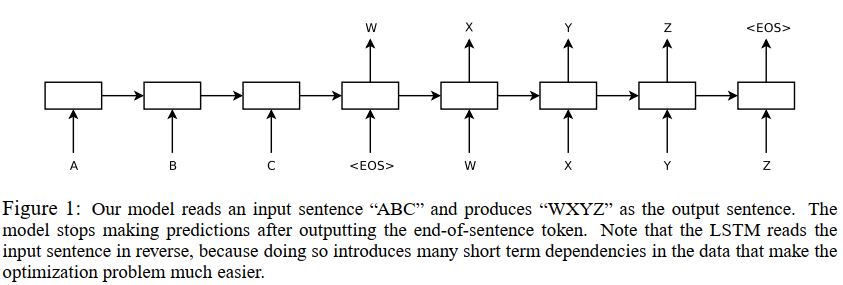 W X Y Z <EOS>
A B C <EOS> W X Y Z
Figure 1: Our model reads an input sentence “ABC” and produces “WXYZ” as the output sentence. The
model stops making predictions after outputting the end-of-sentence token. Note that the LSTM reads the
input sentence in reverse, because doing so introduces many short term dependencies in the data that make the
optimization problem much easier.